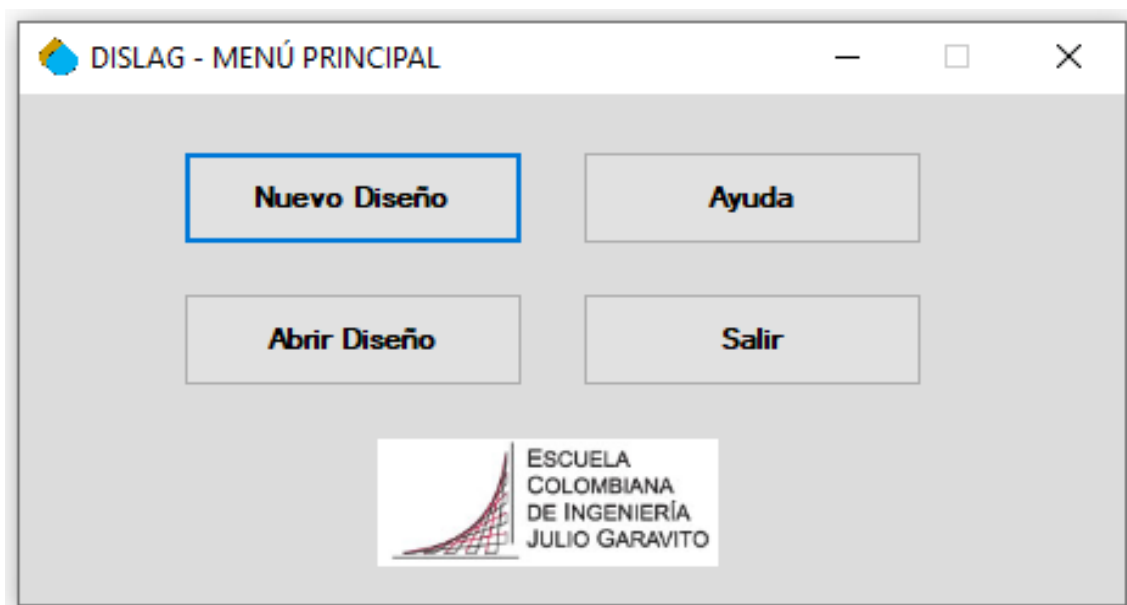 DISLAG - MENÚ PRINCIPAL
Nuevo Diseño
Ayuda
Abrir Diseño
Salir
ESCUELA
COLOMBIANA
DE INGENIERÍA
JULIO GARAVITO